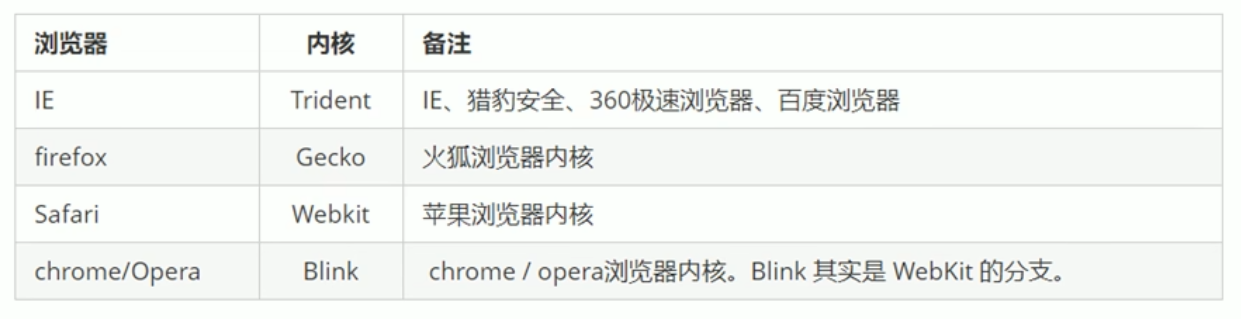 浏览器 内核 备注
IE Trident IE、猎豹安全、360极速浏览器、百度浏览器
firefox Gecko 火狐浏览器内核
Safari Webkit 苹果浏览器内核
chrome/Opera Blink chrome / opera浏览器内核。Blink 其实是 WebKit 的分支。